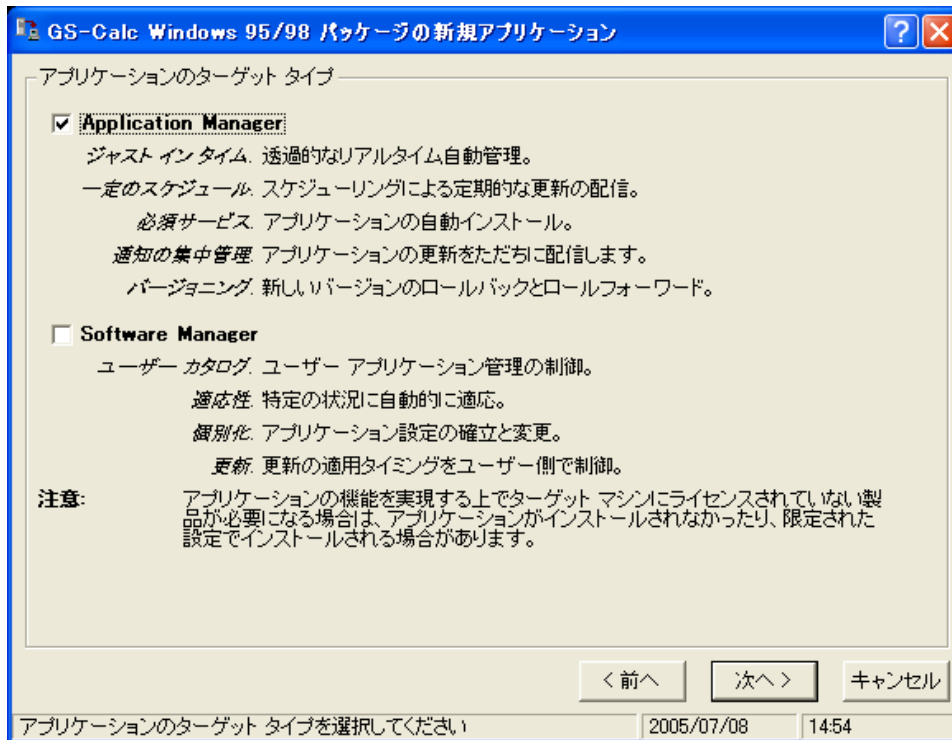 GS-Calc Windows 95/98 パッケージの新規アプリケーション
アプリケーションのターゲット タイプ
Application Manager
ジャスト イン タイム. 透過的なリアルタイム自動管理。
一定のスケジュール. スケジューリングによる定期的な更新の配信。
必須サービス. アプリケーションの自動インストール。
通知の集中管理. アプリケーションの更新をただちに配信します。
バージョニング. 新しいバージョンのロールバックとロールフォーワード。
Software Manager
ユーザー カタログ. ユーザー アプリケーション管理の制御。
適応性. 特定の状況に自動的に適応。
個別化. アプリケーション設定の確立と変更。
更新. 更新の適用タイミングをユーザー側で制御。
注意: アプリケーションの機能を実現する上でターゲット マシンにライセンスされていない製
品が必要になる場合は、アプリケーションがインストールされなかったり、限定された
設定でインストールされる場合があります。
< 前へ 次へ > キャンセル
アプリケーションのターゲット タイプを選択してください 2005/07/08 14:54